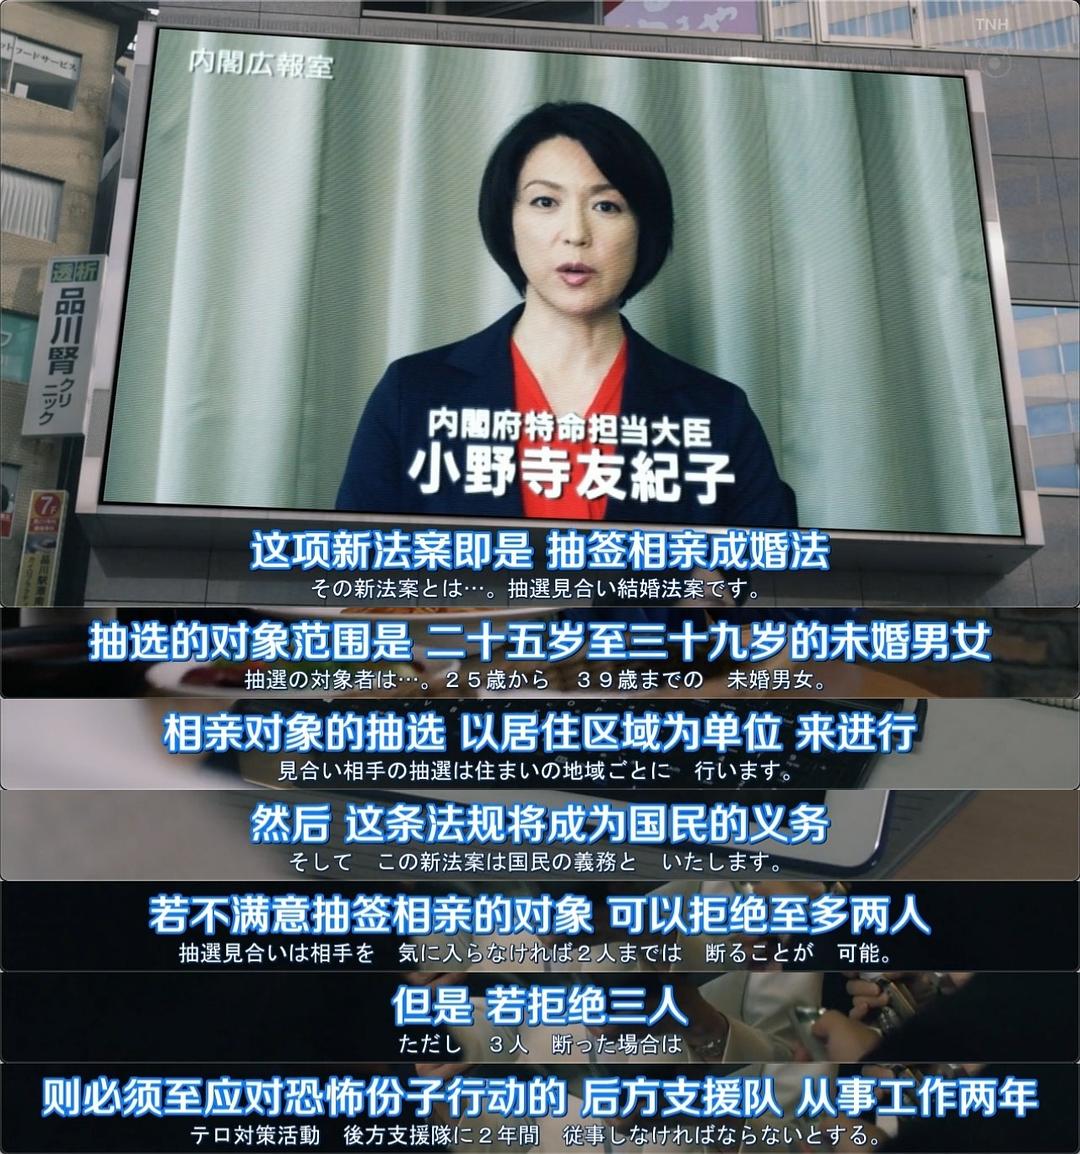 TNH
フードサービス
内閣広報室
透析
品川腎クリニック
7F
内閣府特命担当大臣
小野寺友紀子
这项新法案即是 抽签相亲成婚法
その新法案とは…。抽選見合い結婚法案です。
抽选的对象范围是 二十五岁至三十九岁的未婚男女
抽選の対象者は…。２５歳から　３９歳までの　未婚男女。
相亲对象的抽选 以居住区域为单位 来进行
見合い相手の抽選は住まいの地域ごとに　行います。
然后 这条法规将成为国民的义务
そして　この新法案は国民の義務と　いたします。
若不满意抽签相亲的对象 可以拒绝至多两人
抽選見合いは相手を　気に入らなければ２人までは　断ることが　可能。
但是 若拒绝三人
ただし　３人　断った場合は
则必须至应对恐怖份子行动的 后方支援队 从事工作两年
テロ対策活動　後方支援隊に２年間　従事しなければならないとする。